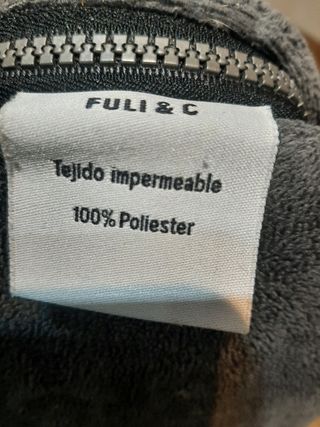 FULI & C
Tejido impermeable
100% Poliester